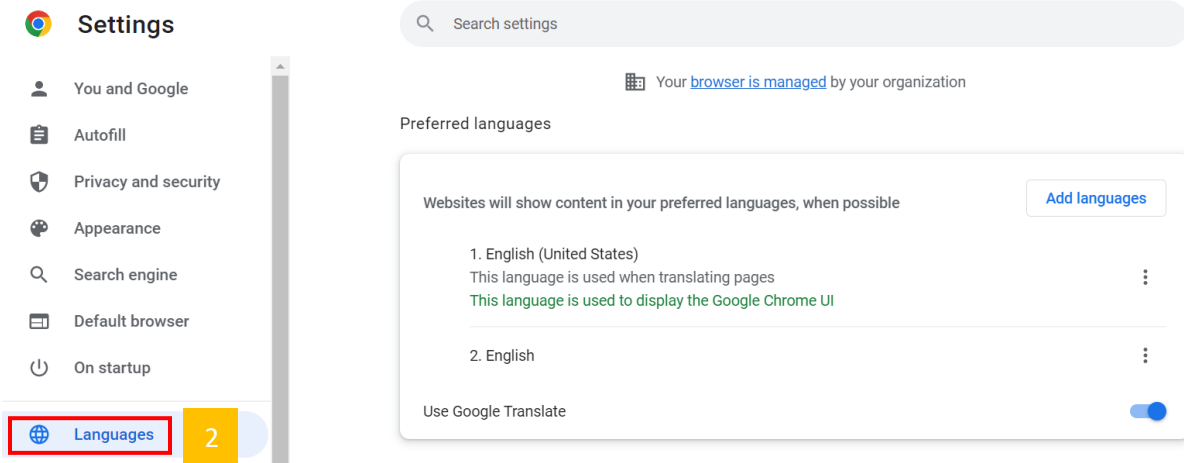 Settings
Search settings
You and Google
Autofill
Privacy and security
Appearance
Search engine
Default browser
On startup
Languages
2
Your browser is managed by your organization
Preferred languages
Websites will show content in your preferred languages, when possible
Add languages
1. English (United States)
This language is used when translating pages
This language is used to display the Google Chrome UI
2. English
Use Google Translate